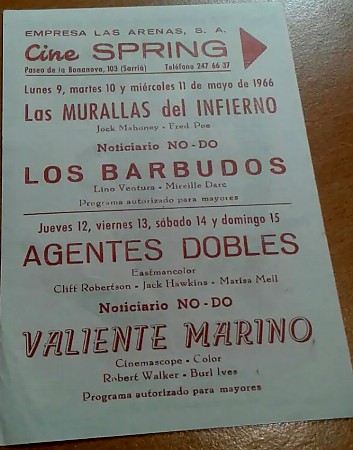 EMPRESA LAS ARENAS, S. A.
Cine SPRING
Paseo de la Bonanova, 103 (Sarriá) Teléfono 247 66 37
Lunes 9, martes 10 y miércoles 11 de mayo de 1966
Las MURALLAS del INFIERNO
Jock Mahoney - Fred Poe
Noticiario NO-DO
LOS BARBUDOS
Lino Ventura - Mireille Darc
Programa autorizado para mayores
Jueves 12, viernes 13, sábado 14 y domingo 15
AGENTES DOBLES
Eastmancolor
Cliff Robertson - Jack Hawkins - Marisa Mell
Noticiario NO-DO
VALIENTE MARINO
Cinemascope - Color
Robert Walker - Burl Ives
Programa autorizado para mayores